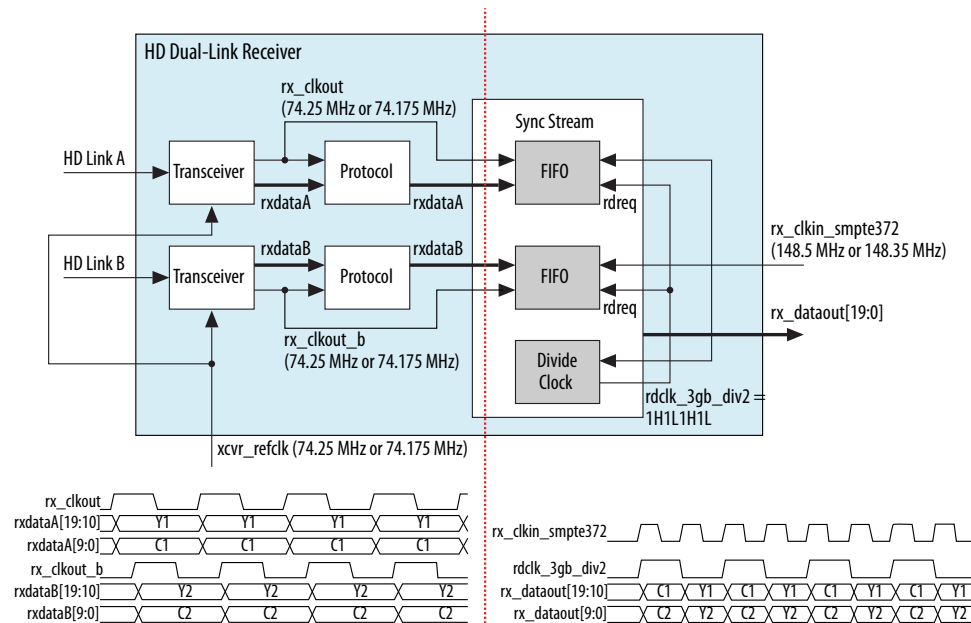 HD Dual-Link Receiver
rx_clkout
(74.25 MHz or 74.175 MHz)
Sync Stream
HD Link A
Transceiver
Protocol
FIFO
rxdataA
rxdataA
rdreq
rx_clkin_smpte372
(148.5 MHz or 148.35 MHz)
HD Link B
rxdataB
rxdataB
Transceiver
Protocol
FIFO
rdreq
rx_dataout[19:0]
rx_clkout_b
(74.25 MHz or 74.175 MHz)
Divide
Clock
rdclk_3gb_div2 =
1H1L1H1L
xcvr_refclk (74.25 MHz or 74.175 MHz)
rx_clkout
rxdataA[19:10] Y1 Y1 Y1 Y1
rxdataA[9:0] C1 C1 C1 C1
rx_clkout_b
rxdataB[19:10] Y2 Y2 Y2 Y2
rxdataB[9:0] C2 C2 C2 C2
rx_clkin_smpte372
rdclk_3gb_div2
rx_dataout[19:10] C1 Y1 C1 Y1 C1 Y1 C1 Y1
rx_dataout[9:0] C2 Y2 C2 Y2 C2 Y2 C2 Y2